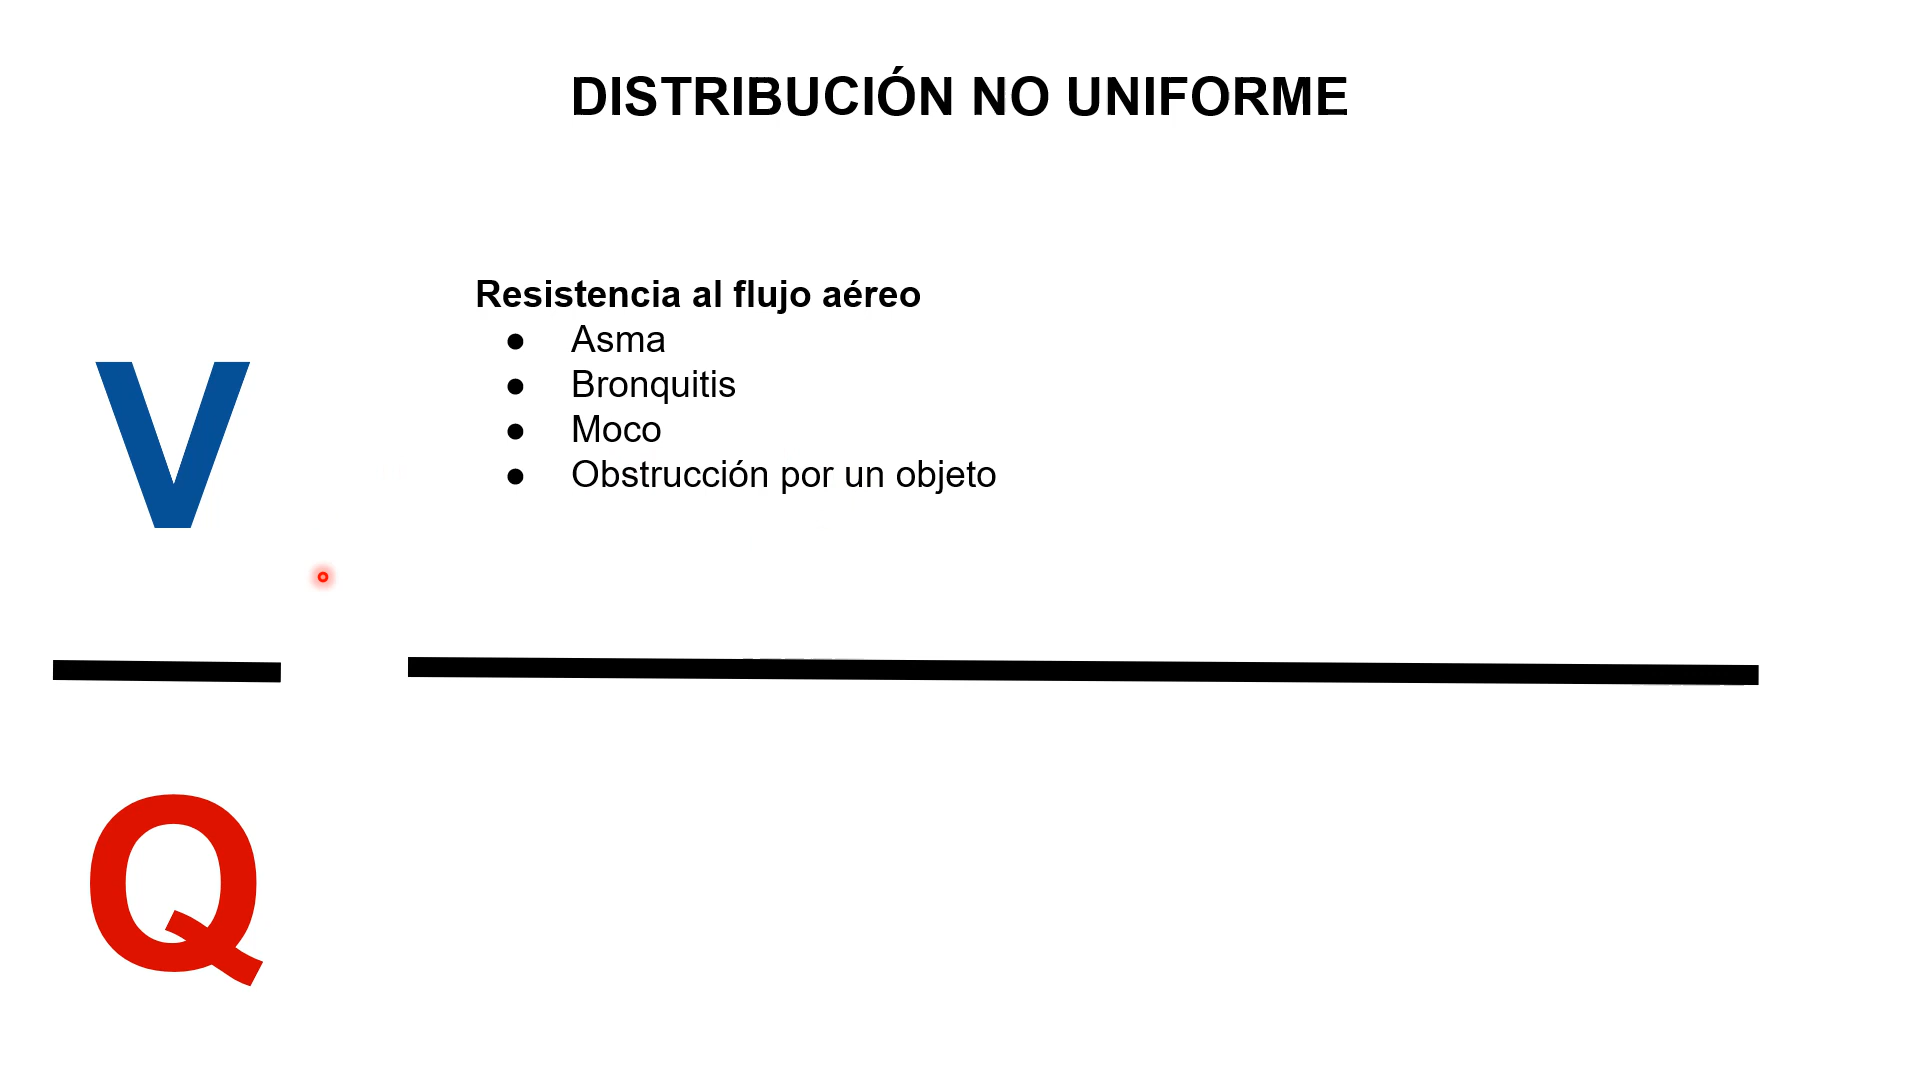 DISTRIBUCIÓN NO UNIFORME
Resistencia al flujo aéreo
● Asma
● Bronquitis
● Moco
● Obstrucción por un objeto
V
Q